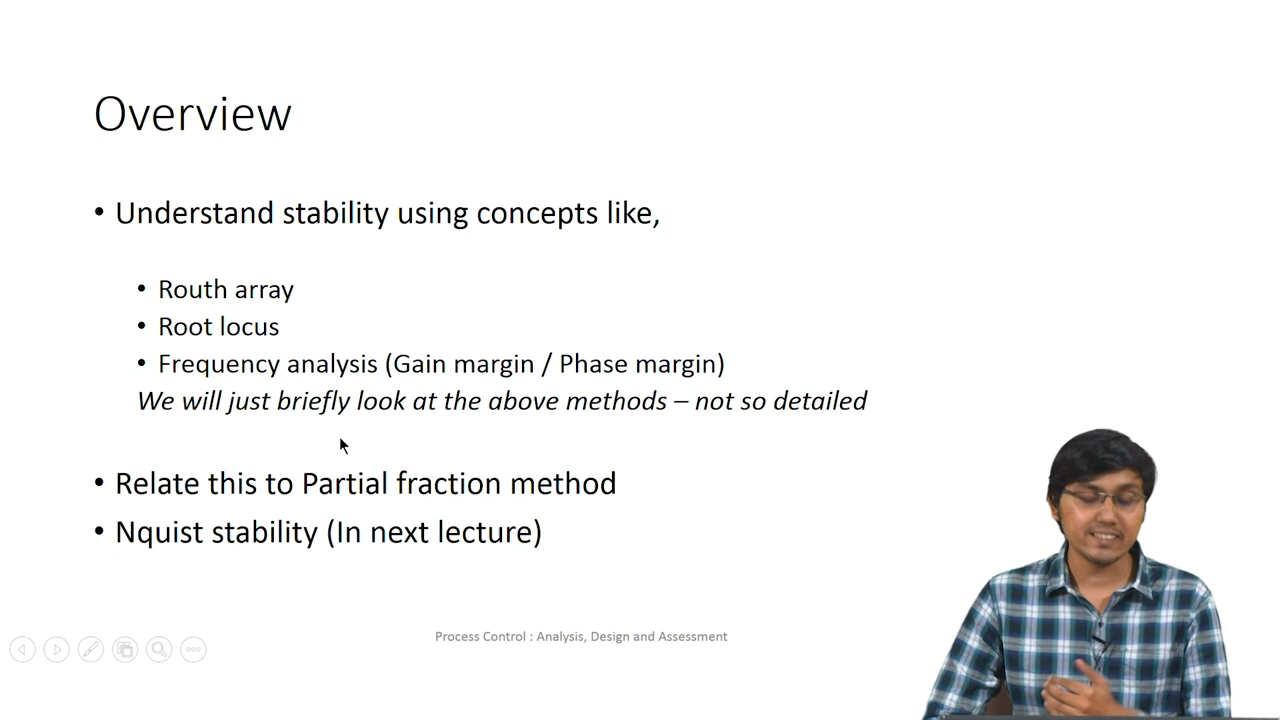 Overview
• Understand stability using concepts like,
• Routh array
• Root locus
• Frequency analysis (Gain margin / Phase margin)
We will just briefly look at the above methods – not so detailed
• Relate this to Partial fraction method
• Nquist stability (In next lecture)
Process Control : Analysis, Design and Assessment